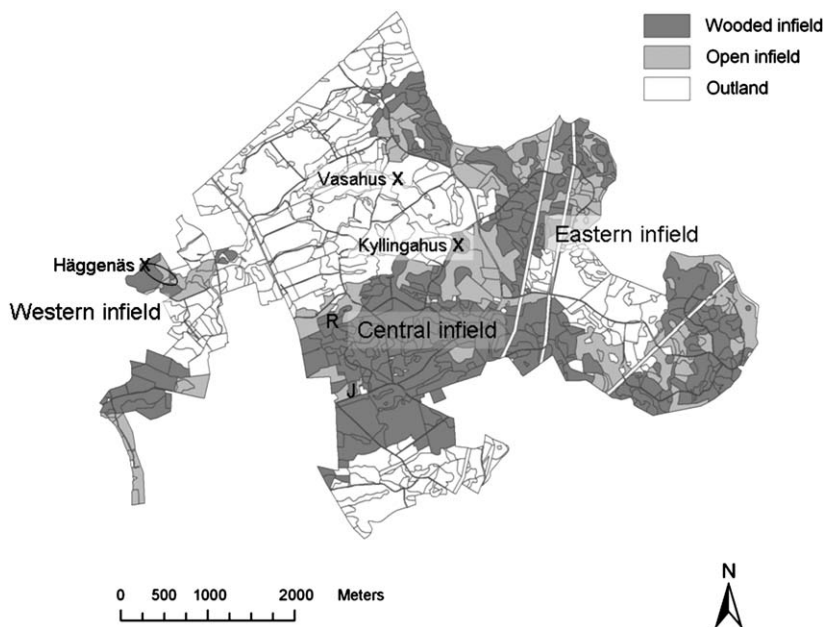 Wooded infield
Open infield
Outland
Vasahus X
Kyllingahus X
Eastern infield
Häggenäs X
Western infield
R
Central infield
J
0 500 1000 2000 Meters
N